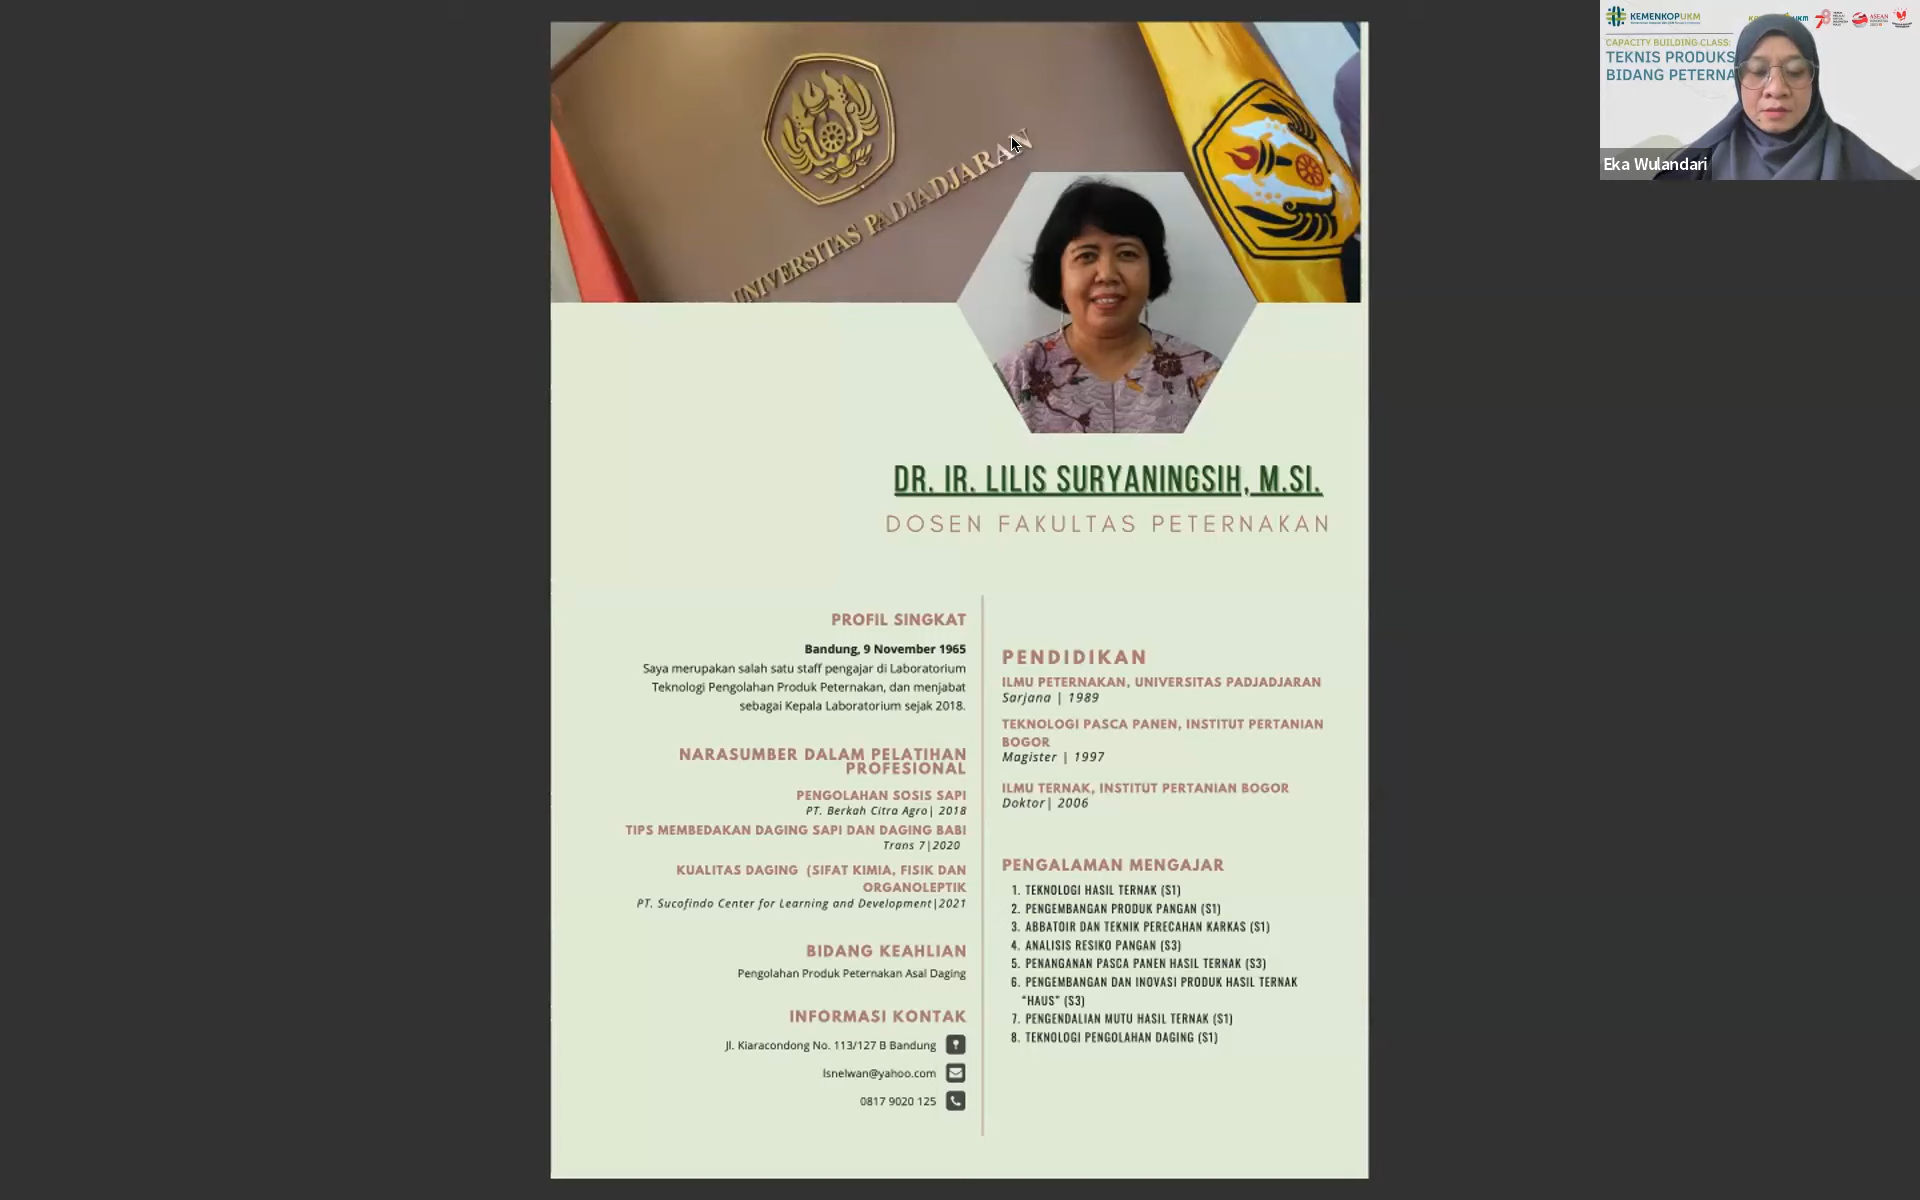 UNIVERSITAS PADJADJARAN
DR. IR. LILIS SURYANINGSIH, M.SI.
DOSEN FAKULTAS PETERNAKAN
PROFIL SINGKAT
Bandung, 9 November 1965
Saya merupakan salah satu staff pengajar di Laboratorium
Teknologi Pengolahan Produk Peternakan, dan menjabat
sebagai Kepala Laboratorium sejak 2018.
NARASUMBER DALAM PELATIHAN
PROFESIONAL
PENGOLAHAN SOSIS SAPI
PT. Berkah Citra Agro| 2018
TIPS MEMBEDAKAN DAGING SAPI DAN DAGING BABI
Trans 7|2020
KUALITAS DAGING (SIFAT KIMIA, FISIK DAN
ORGANOLEPTIK
PT. Sucofindo Center for Learning and Development|2021
BIDANG KEAHLIAN
Pengolahan Produk Peternakan Asal Daging
INFORMASI KONTAK
Jl. Kiaracondong No. 113/127 B Bandung
lsnelwan@yahoo.com
0817 9020 125
PENDIDIKAN
ILMU PETERNAKAN, UNIVERSITAS PADJADJARAN
Sarjana | 1989
TEKNOLOGI PASCA PANEN, INSTITUT PERTANIAN
BOGOR
Magister | 1997
ILMU TERNAK, INSTITUT PERTANIAN BOGOR
Doktor| 2006
PENGALAMAN MENGAJAR
1. TEKNOLOGI HASIL TERNAK (S1)
2. PENGEMBANGAN PRODUK PANGAN (S1)
3. ABBATOIR DAN TEKNIK PERECAHAN KARKAS (S1)
4. ANALISIS RESIKO PANGAN (S3)
5. PENANGANAN PASCA PANEN HASIL TERNAK (S3)
6. PENGEMBANGAN DAN INOVASI PRODUK HASIL TERNAK
"HAUS" (S3)
7. PENGENDALIAN MUTU HASIL TERNAK (S1)
8. TEKNOLOGI PENGOLAHAN DAGING (S1)
KEMENKOPUKM
CAPACITY BUILDING CLASS:
TEKNIS PRODUKS
BIDANG PETERNA
Eka Wulandari